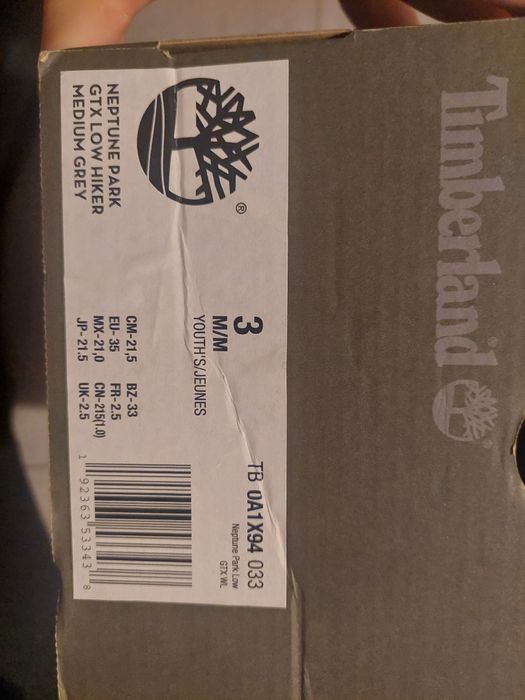 Timberland®
®
NEPTUNE PARK
GTX LOW HIKER
MEDIUM GREY
3
M/M
YOUTH'S/JEUNES
CM-21,5 BZ-33
EU-35 FR-2.5
MX-21,0 CN-215(1.0)
JP-21.5 UK-2.5
TB 0A1X94 033
Neptune Park Low
GTX WL
1 92363 53343 8